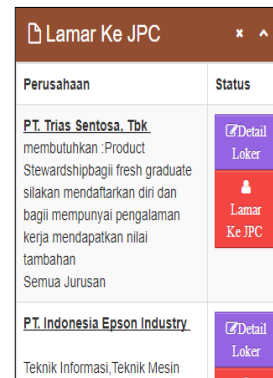 Lamar Ke JPC
Perusahaan Status
PT. Trias Sentosa, Tbk
membutuhkan :Product
Stewardshipbagii fresh graduate
silakan mendaftarkan diri dan
bagii mempunyai pengalaman
kerja mendapatkan nilai
tambahan
Semua Jurusan
Detail
Loker
Lamar
Ke JPC
PT. Indonesia Epson Industry
Teknik Informasi,Teknik Mesin
Detail
Loker